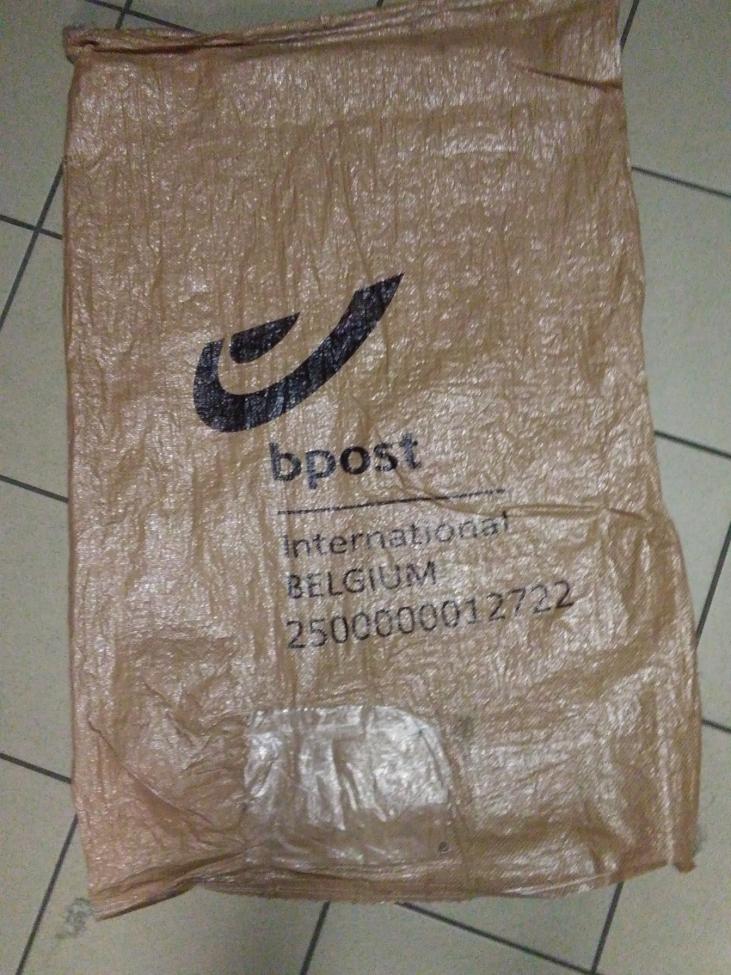 bpost
International
BELGIUM
2500000012722